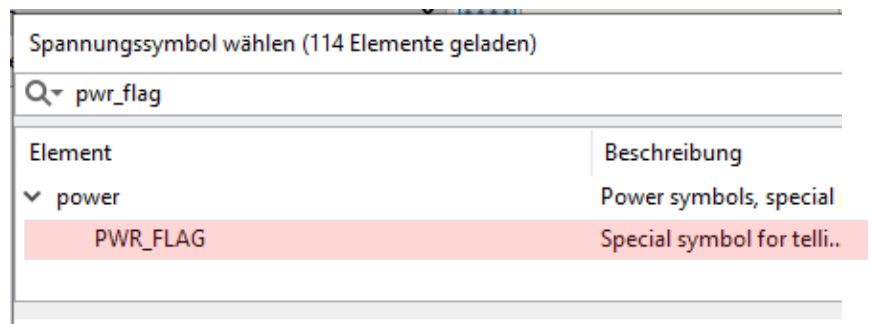 Spannungssymbol wählen (114 Elemente geladen)
pwr_flag
Element Beschreibung
power Power symbols, special
PWR_FLAG Special symbol for telli..